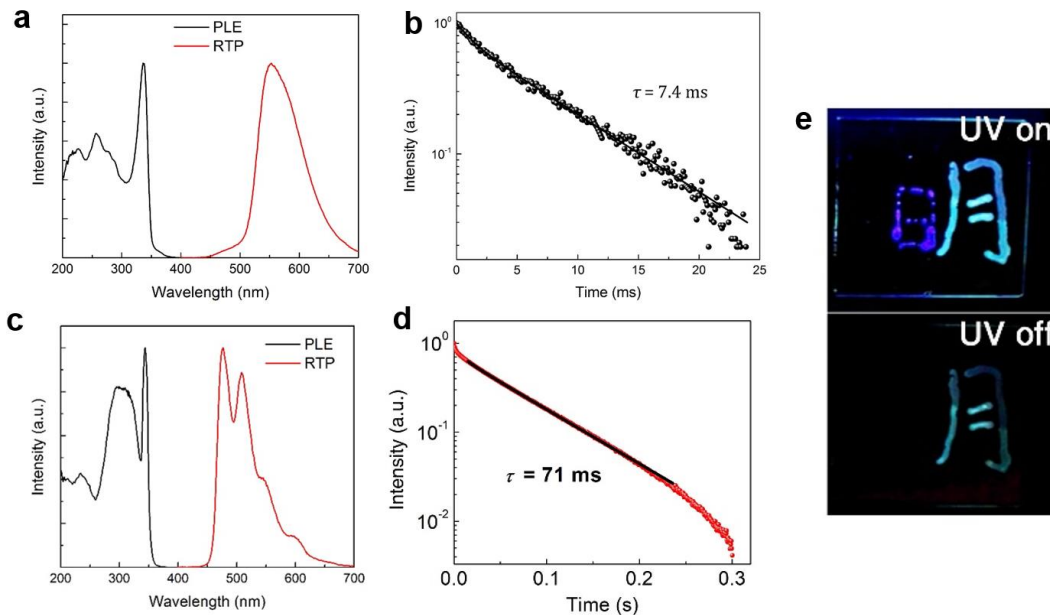 a
PLE
RTP
Intensity (a.u.)
200 300 400 500 600 700
Wavelength (nm)
b
10⁰
10⁻¹
τ = 7.4 ms
Intensity (a.u.)
0 5 10 15 20 25
Time (ms)
c
PLE
RTP
Intensity (a.u.)
200 300 400 500 600 700
Wavelength (nm)
d
10⁰
10⁻¹
10⁻²
τ = 71 ms
Intensity (a.u.)
0.0 0.1 0.2 0.3
Time (s)
e
UV on
日月
UV off
月